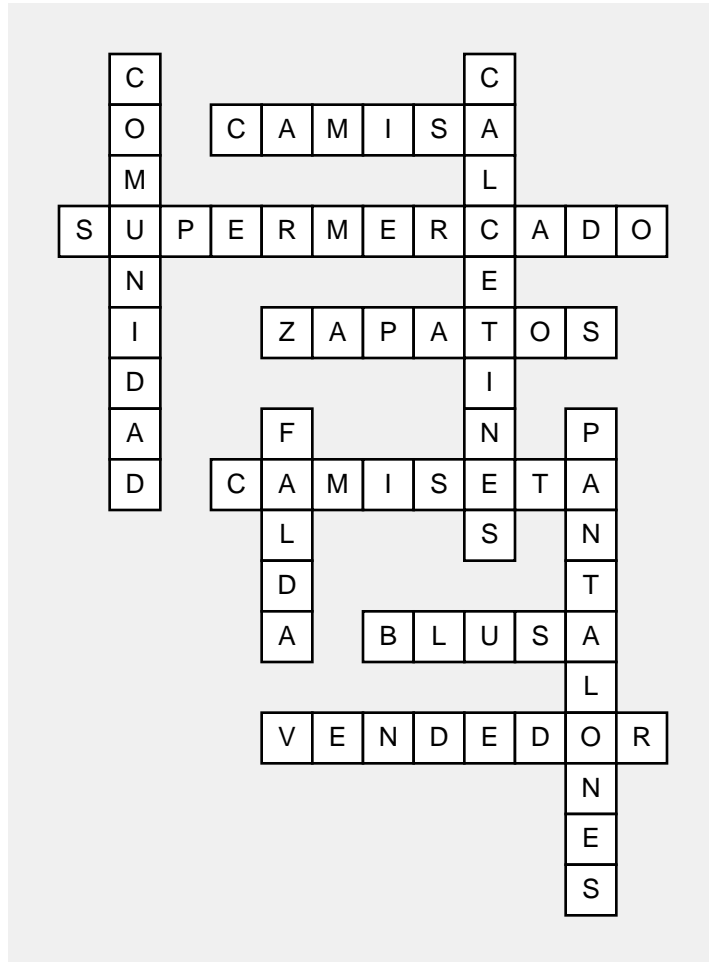 COMUNIDAD
CALCETINES
CAMISA
SUPERMERCADO
ZAPATOS
FALDA
PANTALONES
CAMISETA
BLUSA
VENDEDOR